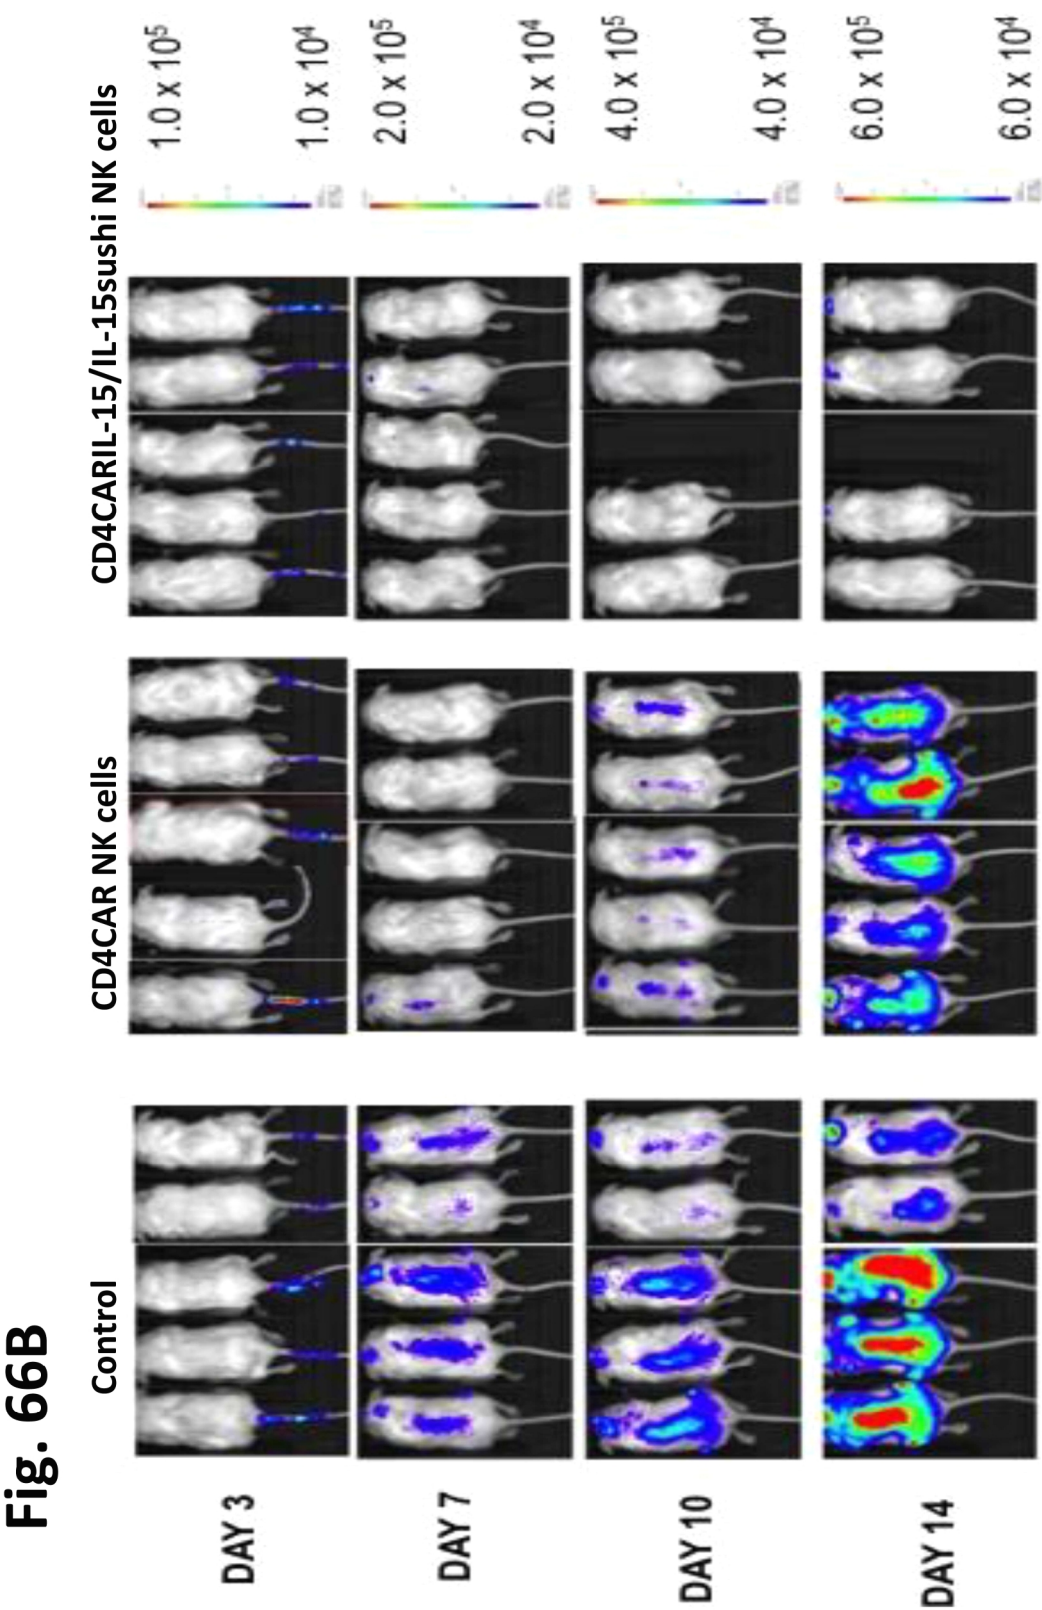 Fig. 66B
Control
CD4CAR NK cells
CD4CARIL-15/IL-15sushi NK cells
DAY 3
1.0 x 10⁵
1.0 x 10⁴
DAY 7
2.0 x 10⁵
2.0 x 10⁴
DAY 10
4.0 x 10⁵
4.0 x 10⁴
DAY 14
6.0 x 10⁵
6.0 x 10⁴